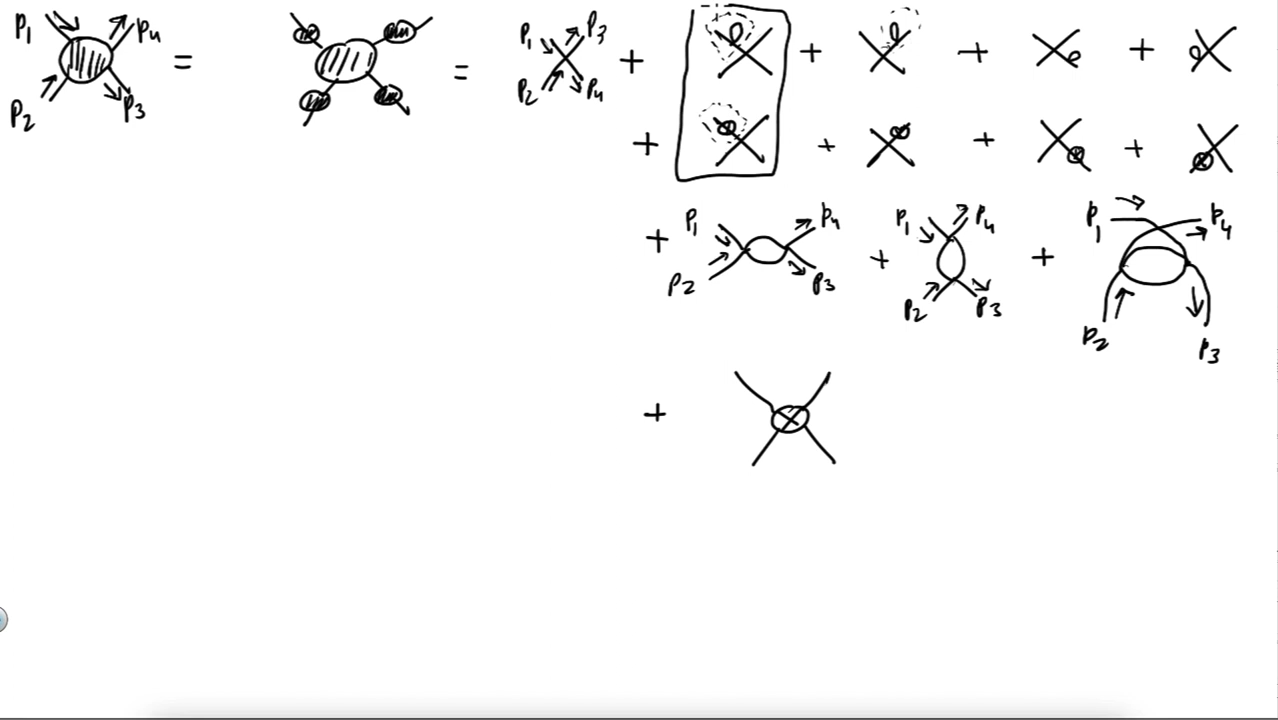 P₁ P₄ = = P₁ P₃ + + + +
P₂ P₃ P₂ P₄
+ + + +
+ P₁ P₄ + P₁ P₄ + P₁ P₄
P₂ P₃ P₂ P₃ P₂ P₃
+